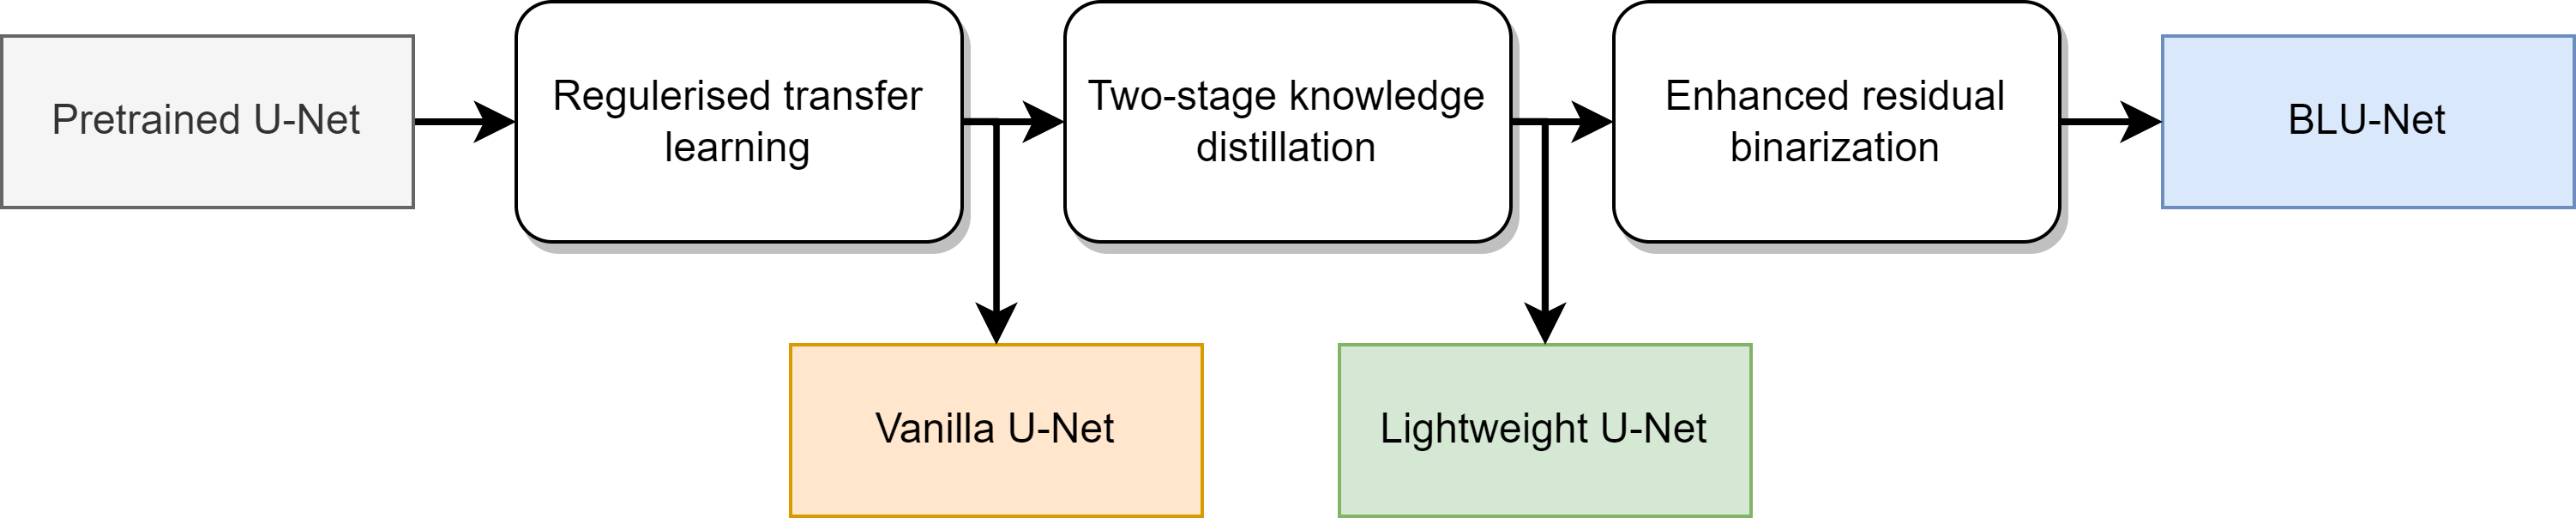 Pretrained U-Net
Regulerised transfer
learning
Two-stage knowledge
distillation
Enhanced residual
binarization
BLU-Net
Vanilla U-Net
Lightweight U-Net